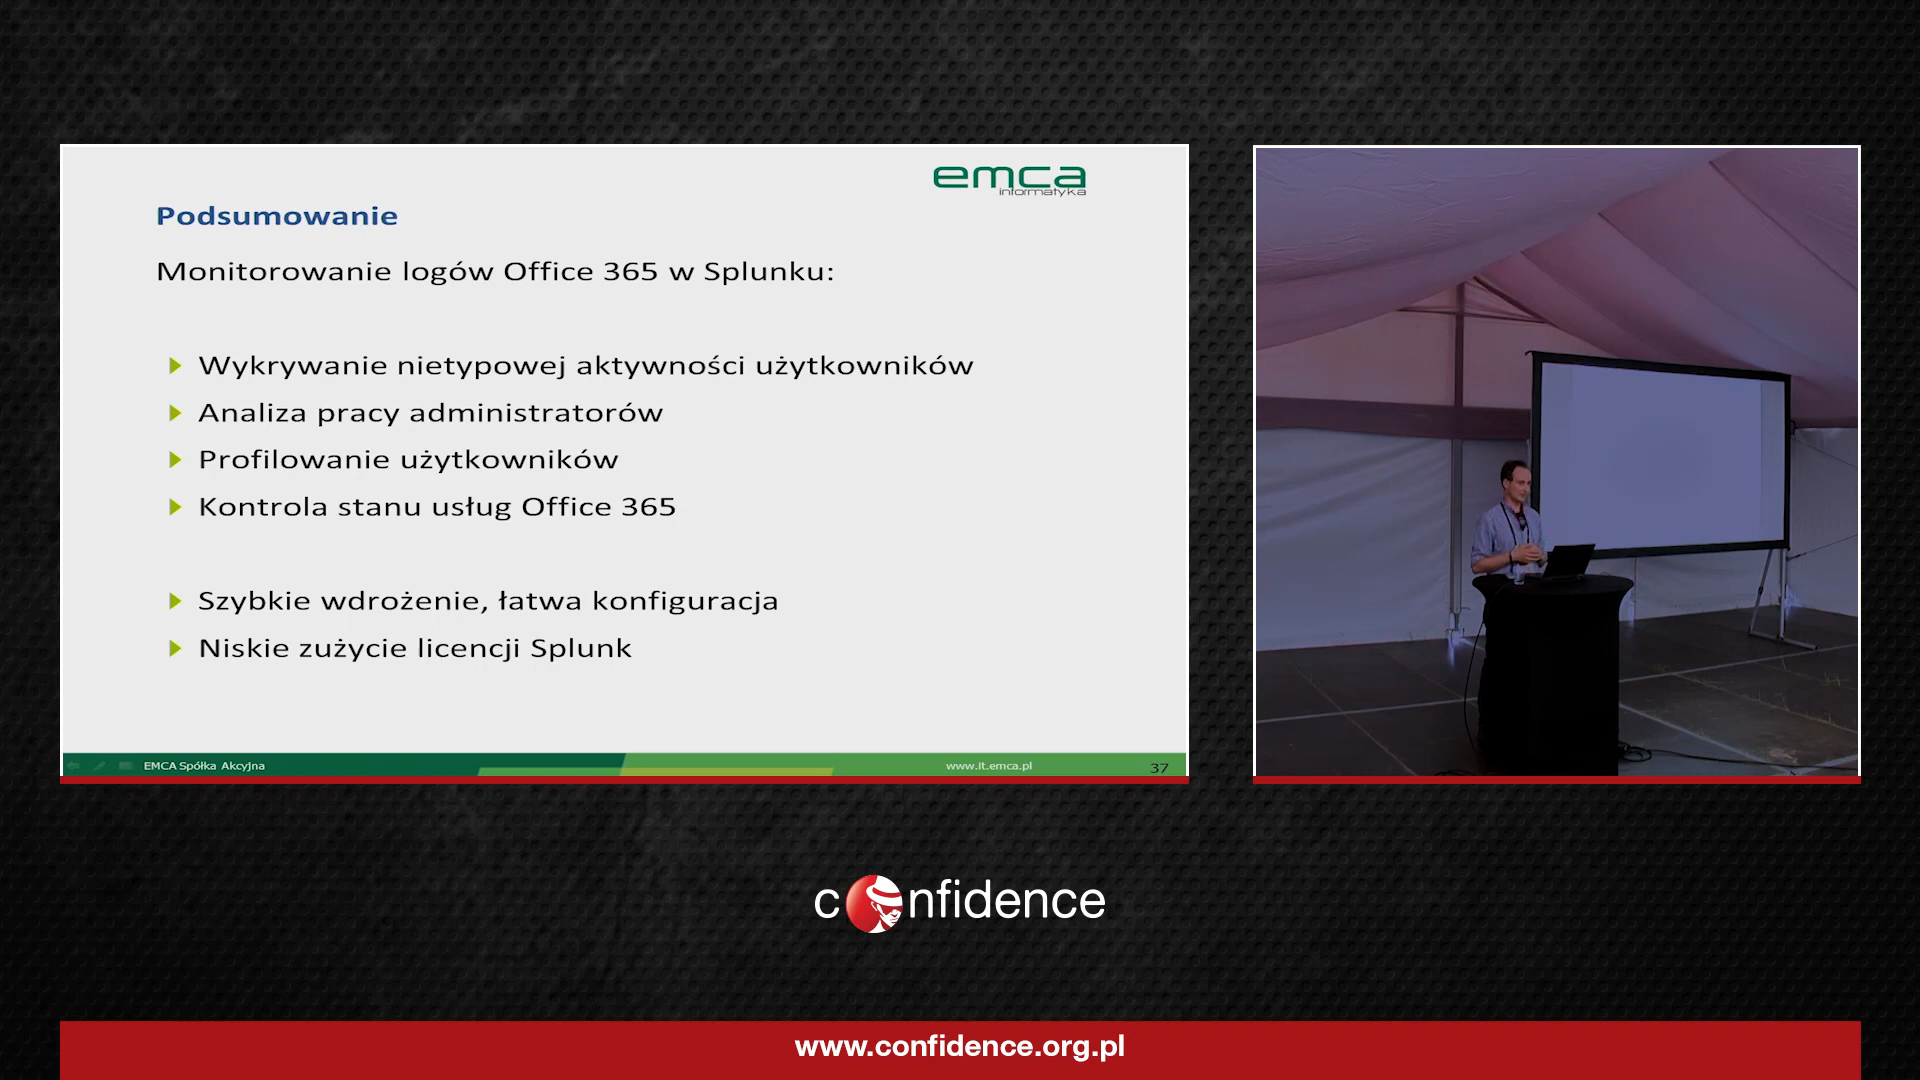 emca
informatyka
Podsumowanie
Monitorowanie logów Office 365 w Splunku:
Wykrywanie nietypowej aktywności użytkowników
Analiza pracy administratorów
Profilowanie użytkowników
Kontrola stanu usług Office 365
Szybkie wdrożenie, łatwa konfiguracja
Niskie zużycie licencji Splunk
EMCA Spółka Akcyjna
www.it.emca.pl
37
confidence
www.confidence.org.pl